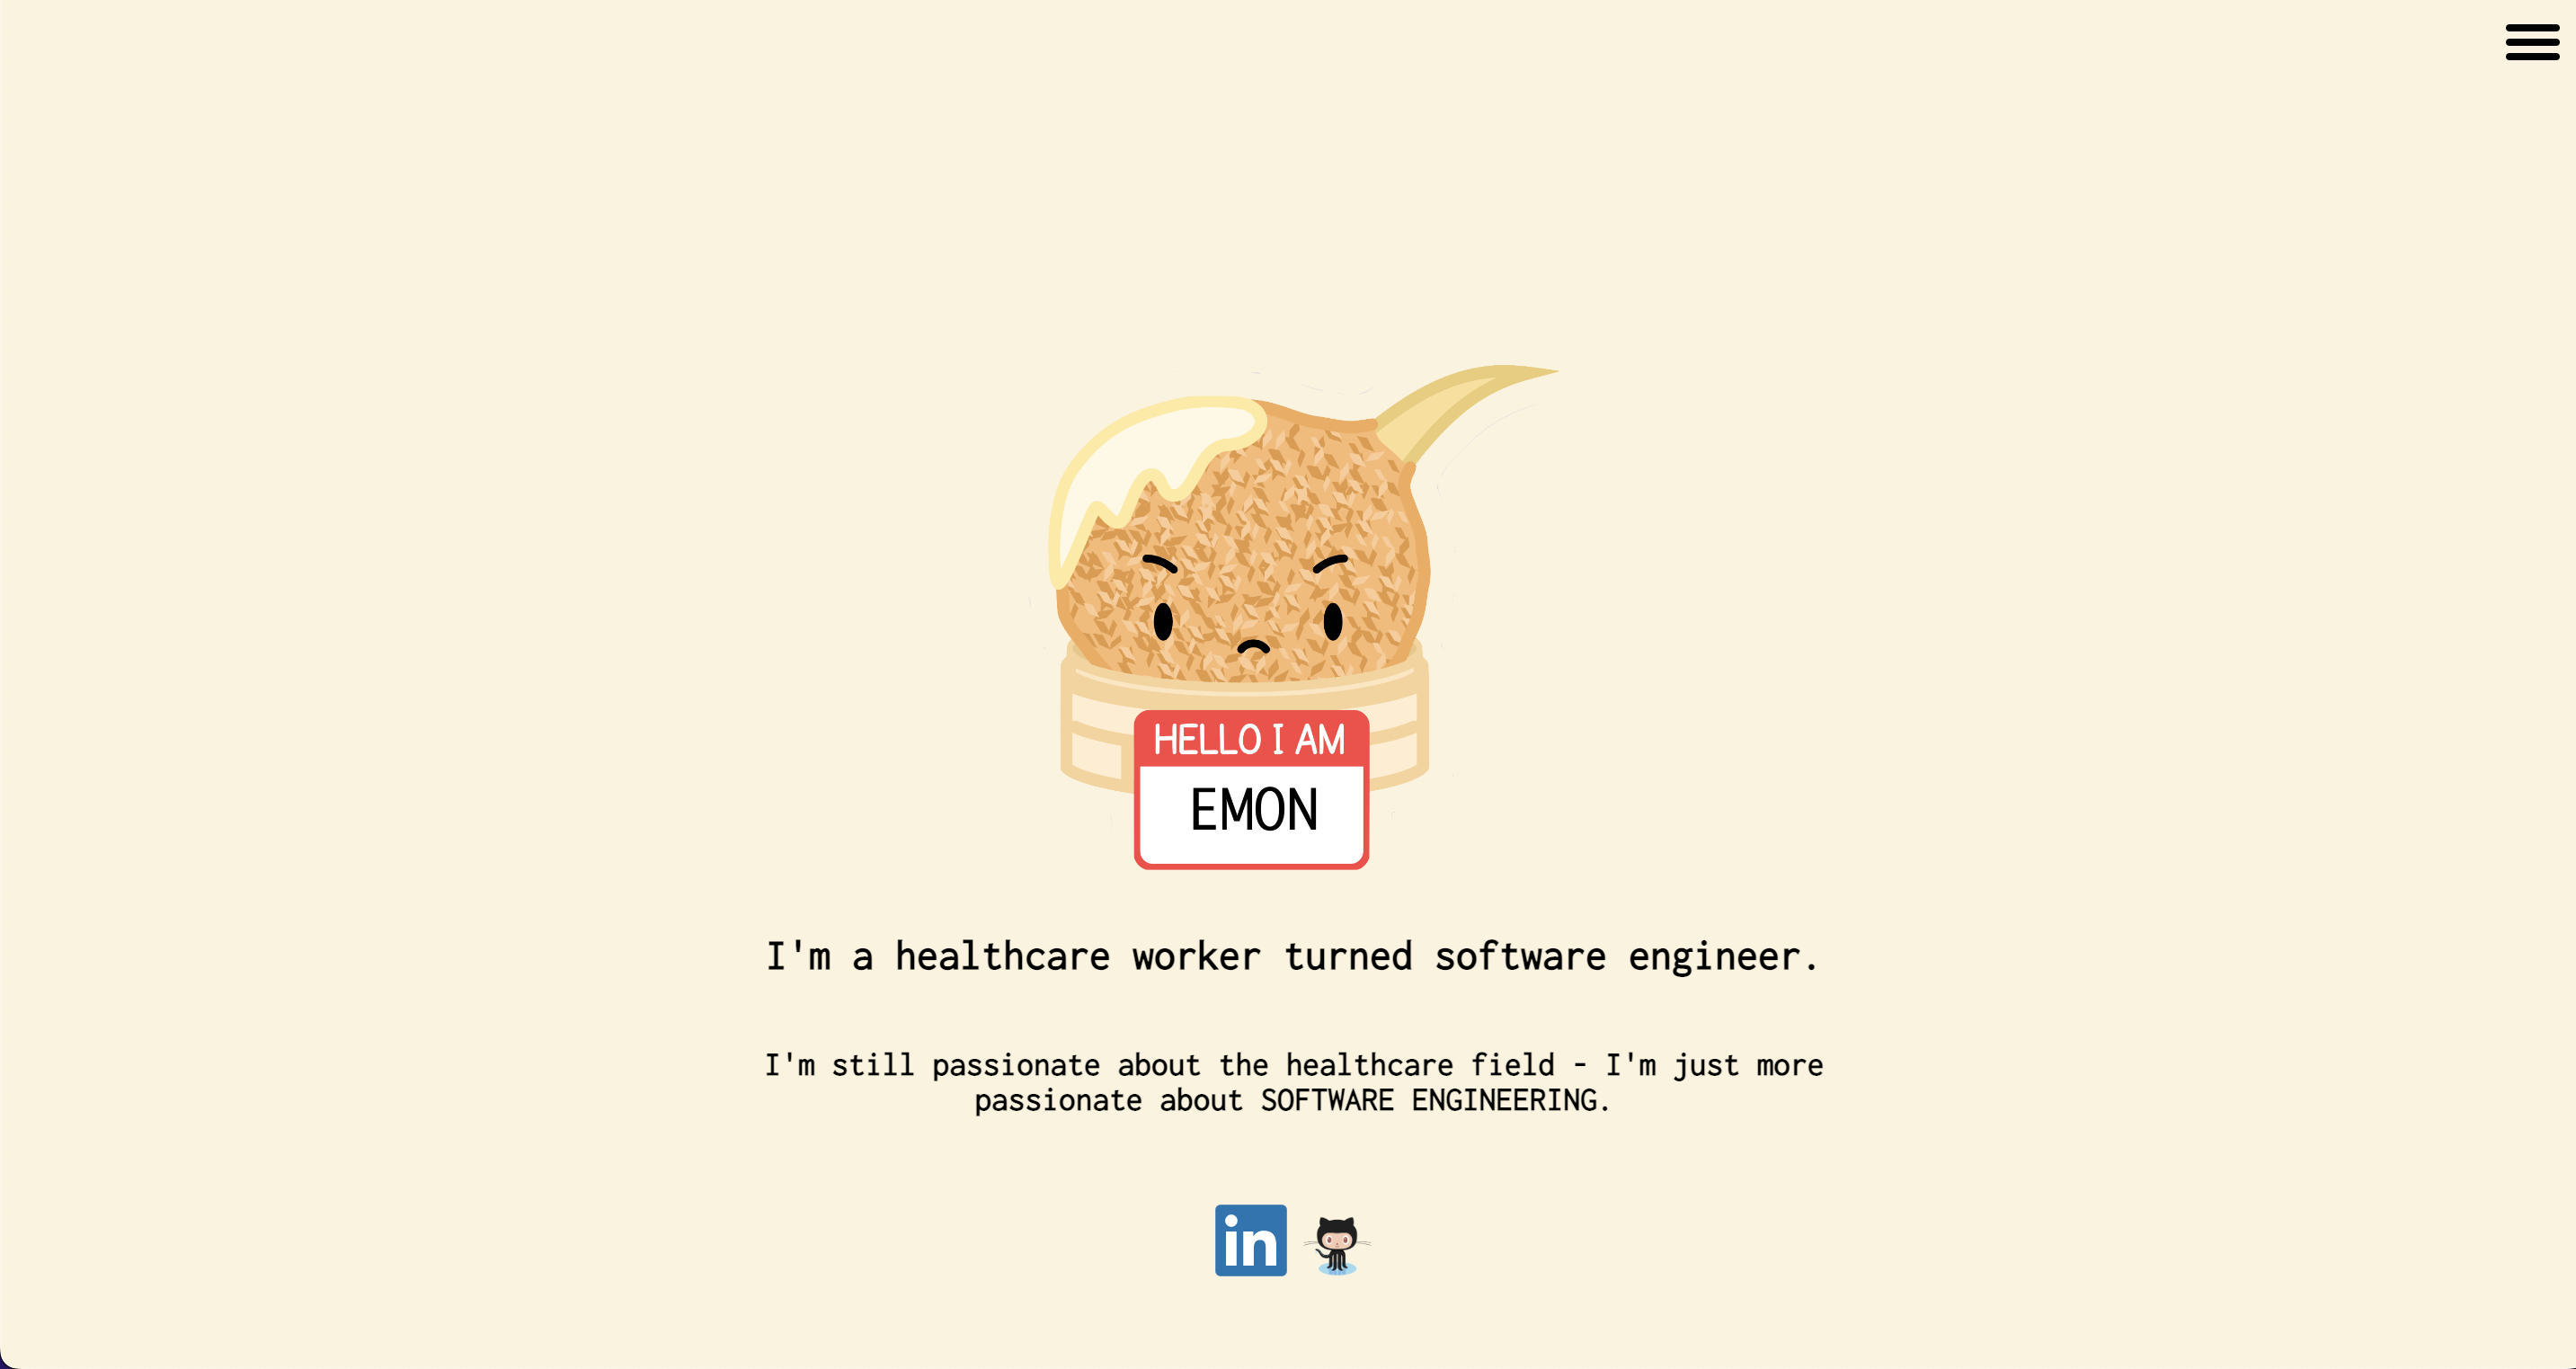 HELLO I AM
EMON
I'm a healthcare worker turned software engineer.
I'm still passionate about the healthcare field - I'm just more
passionate about SOFTWARE ENGINEERING.
in